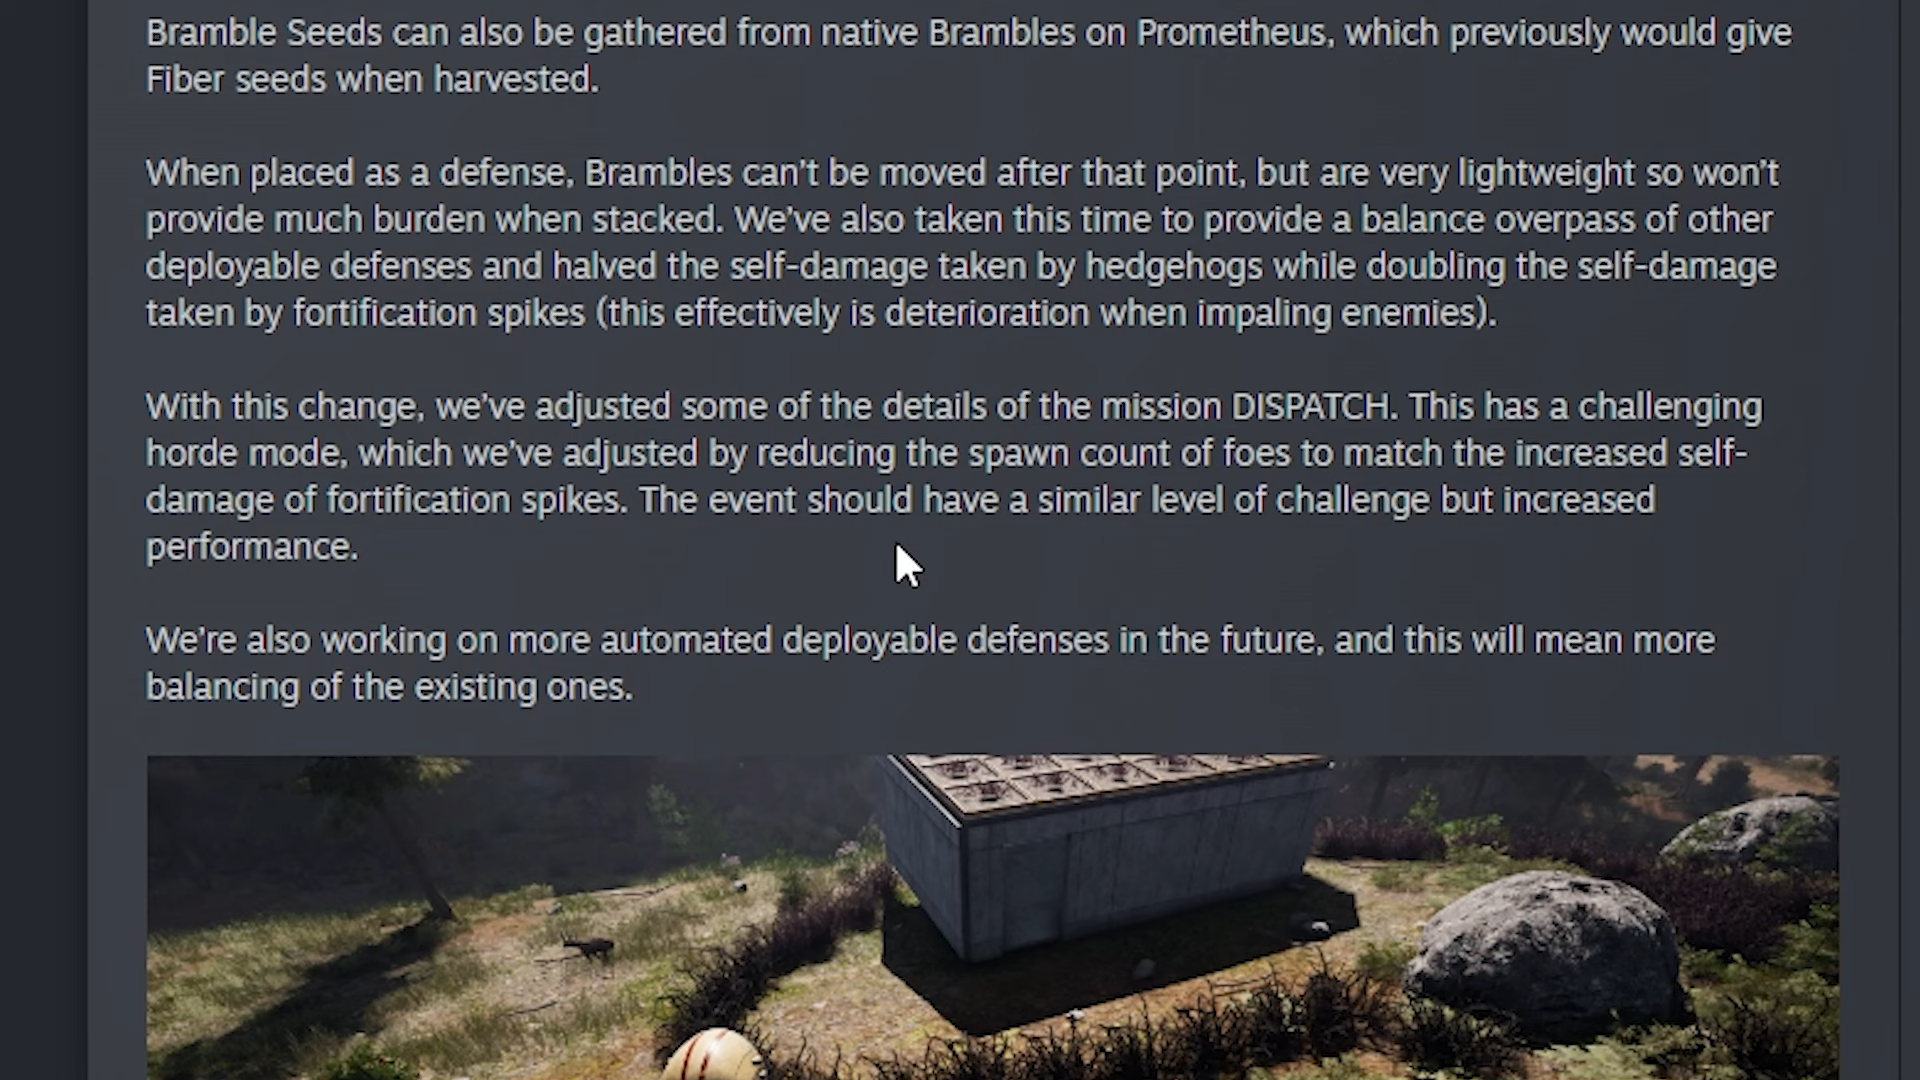 Bramble Seeds can also be gathered from native Brambles on Prometheus, which previously would give
Fiber seeds when harvested.
When placed as a defense, Brambles can't be moved after that point, but are very lightweight so won't
provide much burden when stacked. We've also taken this time to provide a balance overpass of other
deployable defenses and halved the self-damage taken by hedgehogs while doubling the self-damage
taken by fortification spikes (this effectively is deterioration when impaling enemies).
With this change, we've adjusted some of the details of the mission DISPATCH. This has a challenging
horde mode, which we've adjusted by reducing the spawn count of foes to match the increased self-
damage of fortification spikes. The event should have a similar level of challenge but increased
performance.
We're also working on more automated deployable defenses in the future, and this will mean more
balancing of the existing ones.